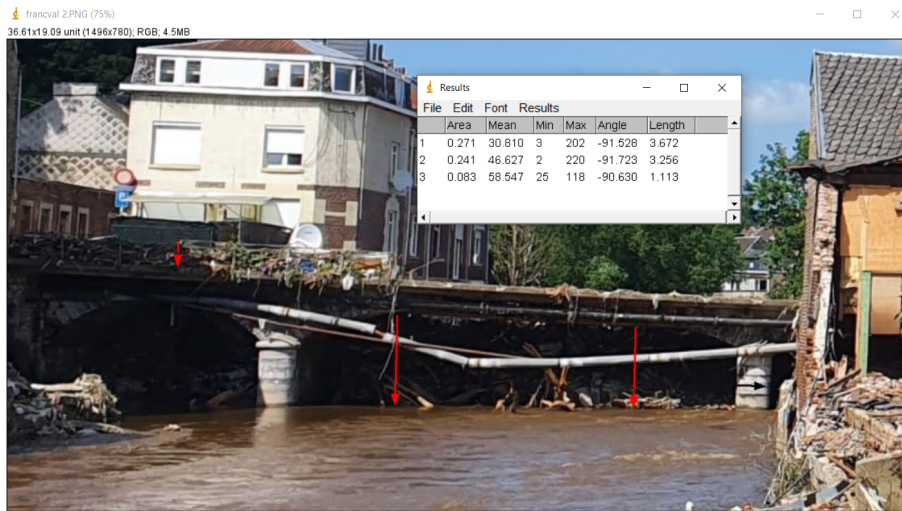 francval 2.PNG (75%)
36.61x19.09 unit (1496x780); RGB; 4.5MB
Results
File Edit Font Results
Area Mean Min Max Angle Length
1 0.271 30.810 3 202 -91.528 3.672
2 0.241 46.627 2 220 -91.723 3.256
3 0.083 58.547 25 118 -90.630 1.113